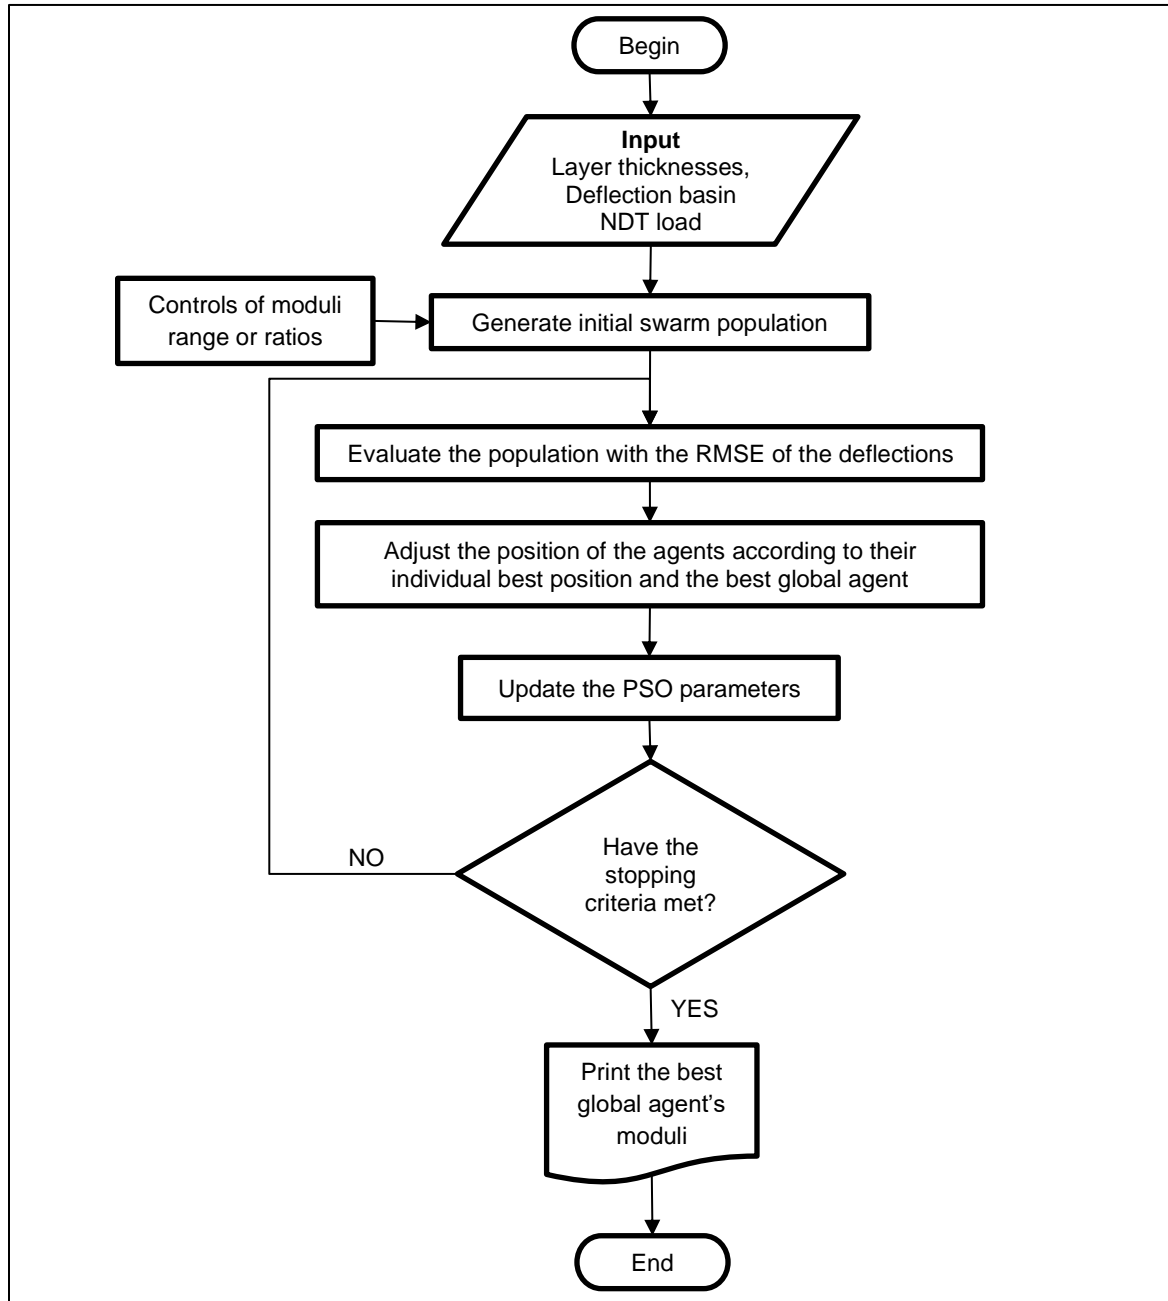 Begin
Input
Layer thicknesses,
Deflection basin
NDT load
Controls of moduli
range or ratios
Generate initial swarm population
Evaluate the population with the RMSE of the deflections
Adjust the position of the agents according to their
individual best position and the best global agent
Update the PSO parameters
Have the
stopping
criteria met?
NO
YES
Print the best
global agent’s
moduli
End